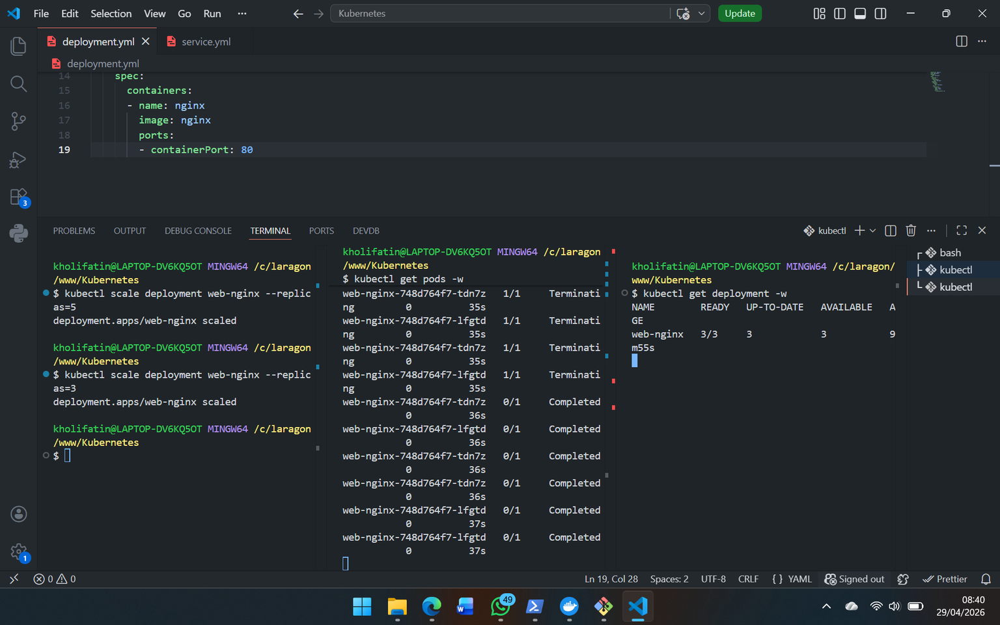 File Edit Selection View Go Run ··· Kubernetes Update
deployment.yml service.yml
deployment.yml
14 spec:
15 containers:
16 - name: nginx
17 image: nginx
18 ports:
19 - containerPort: 80
3
PROBLEMS OUTPUT DEBUG CONSOLE TERMINAL PORTS DEVDB kubectl
kholifatin@LAPTOP-DV6KQ5OT MINGW64 /c/laragon
/www/Kubernetes
$ kubectl scale deployment web-nginx --replic
as=5
deployment.apps/web-nginx scaled
kholifatin@LAPTOP-DV6KQ5OT MINGW64 /c/laragon
/www/Kubernetes
$ kubectl scale deployment web-nginx --replic
as=3
deployment.apps/web-nginx scaled
kholifatin@LAPTOP-DV6KQ5OT MINGW64 /c/laragon
/www/Kubernetes
$
kholifatin@LAPTOP-DV6KQ5OT MINGW64 /c/laragon
/www/Kubernetes
$ kubectl get pods -w
web-nginx-748d764f7-tdn7z 1/1 Terminati
ng 0 35s
web-nginx-748d764f7-lfgtd 1/1 Terminati
ng 0 35s
web-nginx-748d764f7-tdn7z 1/1 Terminati
ng 0 35s
web-nginx-748d764f7-lfgtd 1/1 Terminati
ng 0 35s
web-nginx-748d764f7-tdn7z 0/1 Completed
0 36s
web-nginx-748d764f7-lfgtd 0/1 Completed
0 36s
web-nginx-748d764f7-tdn7z 0/1 Completed
0 36s
web-nginx-748d764f7-tdn7z 0/1 Completed
0 36s
web-nginx-748d764f7-lfgtd 0/1 Completed
0 37s
web-nginx-748d764f7-lfgtd 0/1 Completed
0 37s
kholifatin@LAPTOP-DV6KQ5OT MINGW64 /c/laragon/
www/Kubernetes
$ kubectl get deployment -w
NAME READY UP-TO-DATE AVAILABLE A
GE
web-nginx 3/3 3 3 9
m55s
bash
kubectl
kubectl
1
0 0 Ln 19, Col 28 Spaces: 2 UTF-8 CRLF { } YAML Signed out Prettier
49
08:40
29/04/2026